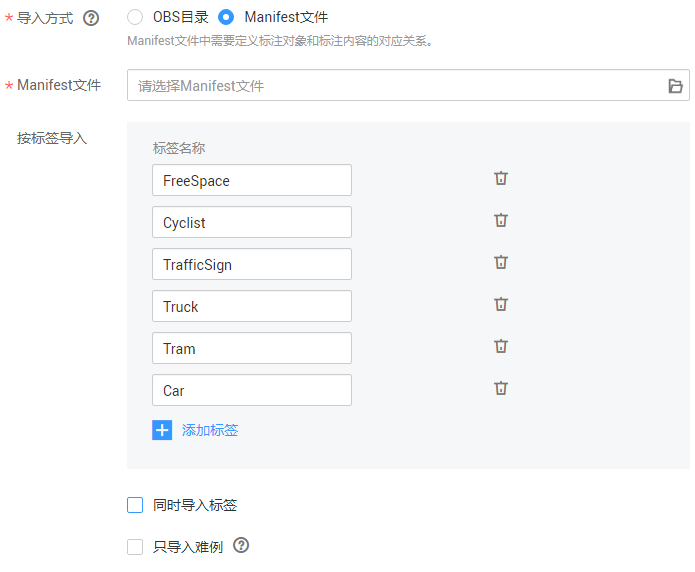 * 导入方式 ? OBS目录 Manifest文件
Manifest文件中需要定义标注对象和标注内容的对应关系。
* Manifest文件 请选择Manifest文件
按标签导入
标签名称
FreeSpace
Cyclist
TrafficSign
Truck
Tram
Car
添加标签
同时导入标签
只导入难例 ?